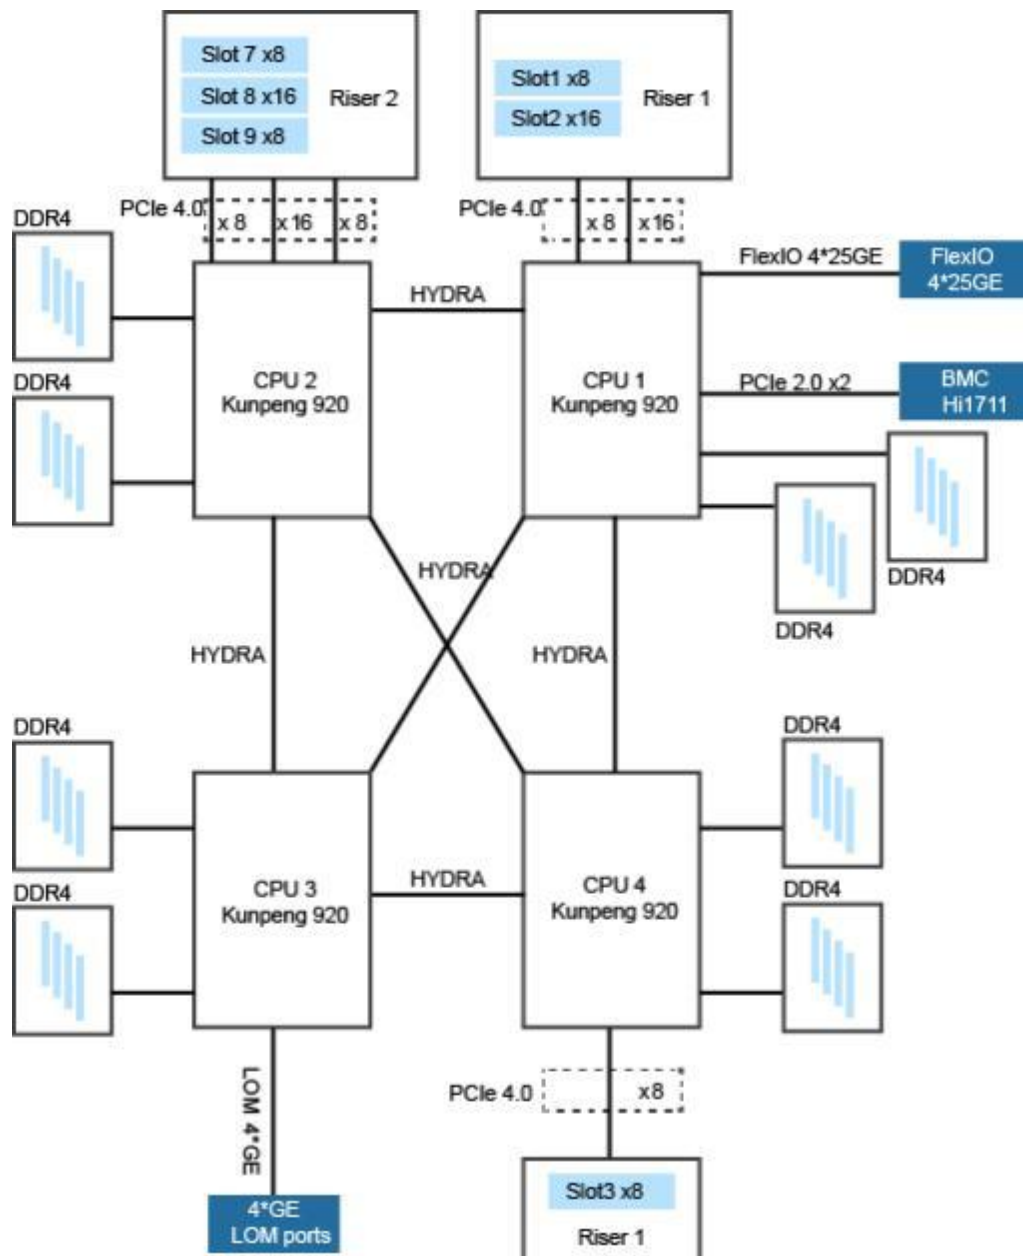 Slot 7 x8
Slot 8 x16
Slot 9 x8
Riser 2
Slot1 x8
Slot2 x16
Riser 1
PCIe 4.0
x 8
x 16
x 8
PCIe 4.0
x 8
x16
DDR4
DDR4
HYDRA
CPU 2
Kunpeng 920
CPU 1
Kunpeng 920
FlexIO 4*25GE
FlexIO
4*25GE
PCIe 2.0 x2
BMC
Hi1711
DDR4
DDR4
HYDRA
HYDRA
HYDRA
DDR4
DDR4
CPU 3
Kunpeng 920
HYDRA
CPU 4
Kunpeng 920
DDR4
DDR4
LOM 4*GE
4*GE
LOM ports
PCIe 4.0
x8
Slot3 x8
Riser 1